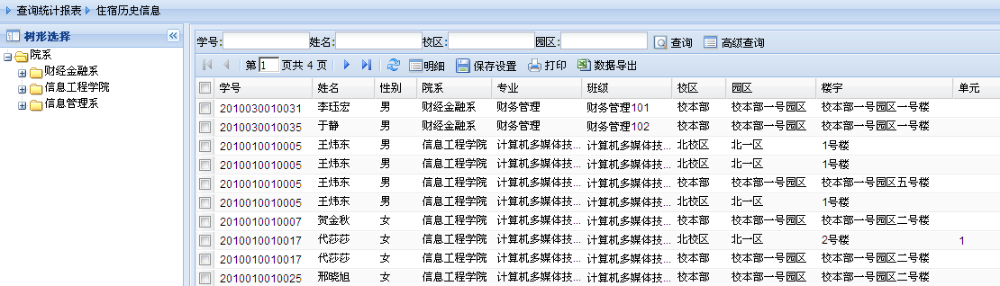 查询统计报表 住宿历史信息
树形选择
院系
财经金融系
信息工程学院
信息管理系
学号: 姓名: 校区: 园区: 查询 高级查询
第 1 页共 4 页 明细 保存设置 打印 数据导出
学号 姓名 性别 院系 专业 班级 校区 园区 楼宇 单元
2010030010031 李珏宏 男 财经金融系 财务管理 财务管理101 校本部 校本部一号园区 校本部一号园区一号楼
2010030010035 于静 男 财经金融系 财务管理 财务管理102 校本部 校本部一号园区 校本部一号园区一号楼
2010010010005 王炜东 男 信息工程学院 计算机多媒体技... 计算机多媒体技... 北校区 北一区 1号楼
2010010010005 王炜东 男 信息工程学院 计算机多媒体技... 计算机多媒体技... 北校区 北一区 1号楼
2010010010005 王炜东 男 信息工程学院 计算机多媒体技... 计算机多媒体技... 校本部 校本部一号园区 校本部一号园区五号楼
2010010010005 王炜东 男 信息工程学院 计算机多媒体技... 计算机多媒体技... 北校区 北一区 1号楼
2010010010007 贺金秋 女 信息工程学院 计算机多媒体技... 计算机多媒体技... 校本部 校本部一号园区 校本部一号园区二号楼
2010010010017 代莎莎 女 信息工程学院 计算机多媒体技... 计算机多媒体技... 北校区 北一区 2号楼 1
2010010010017 代莎莎 女 信息工程学院 计算机多媒体技... 计算机多媒体技... 校本部 校本部一号园区 校本部一号园区二号楼
2010010010025 邢晓旭 女 信息工程学院 计算机多媒体技... 计算机多媒体技... 校本部 校本部一号园区 校本部一号园区二号楼